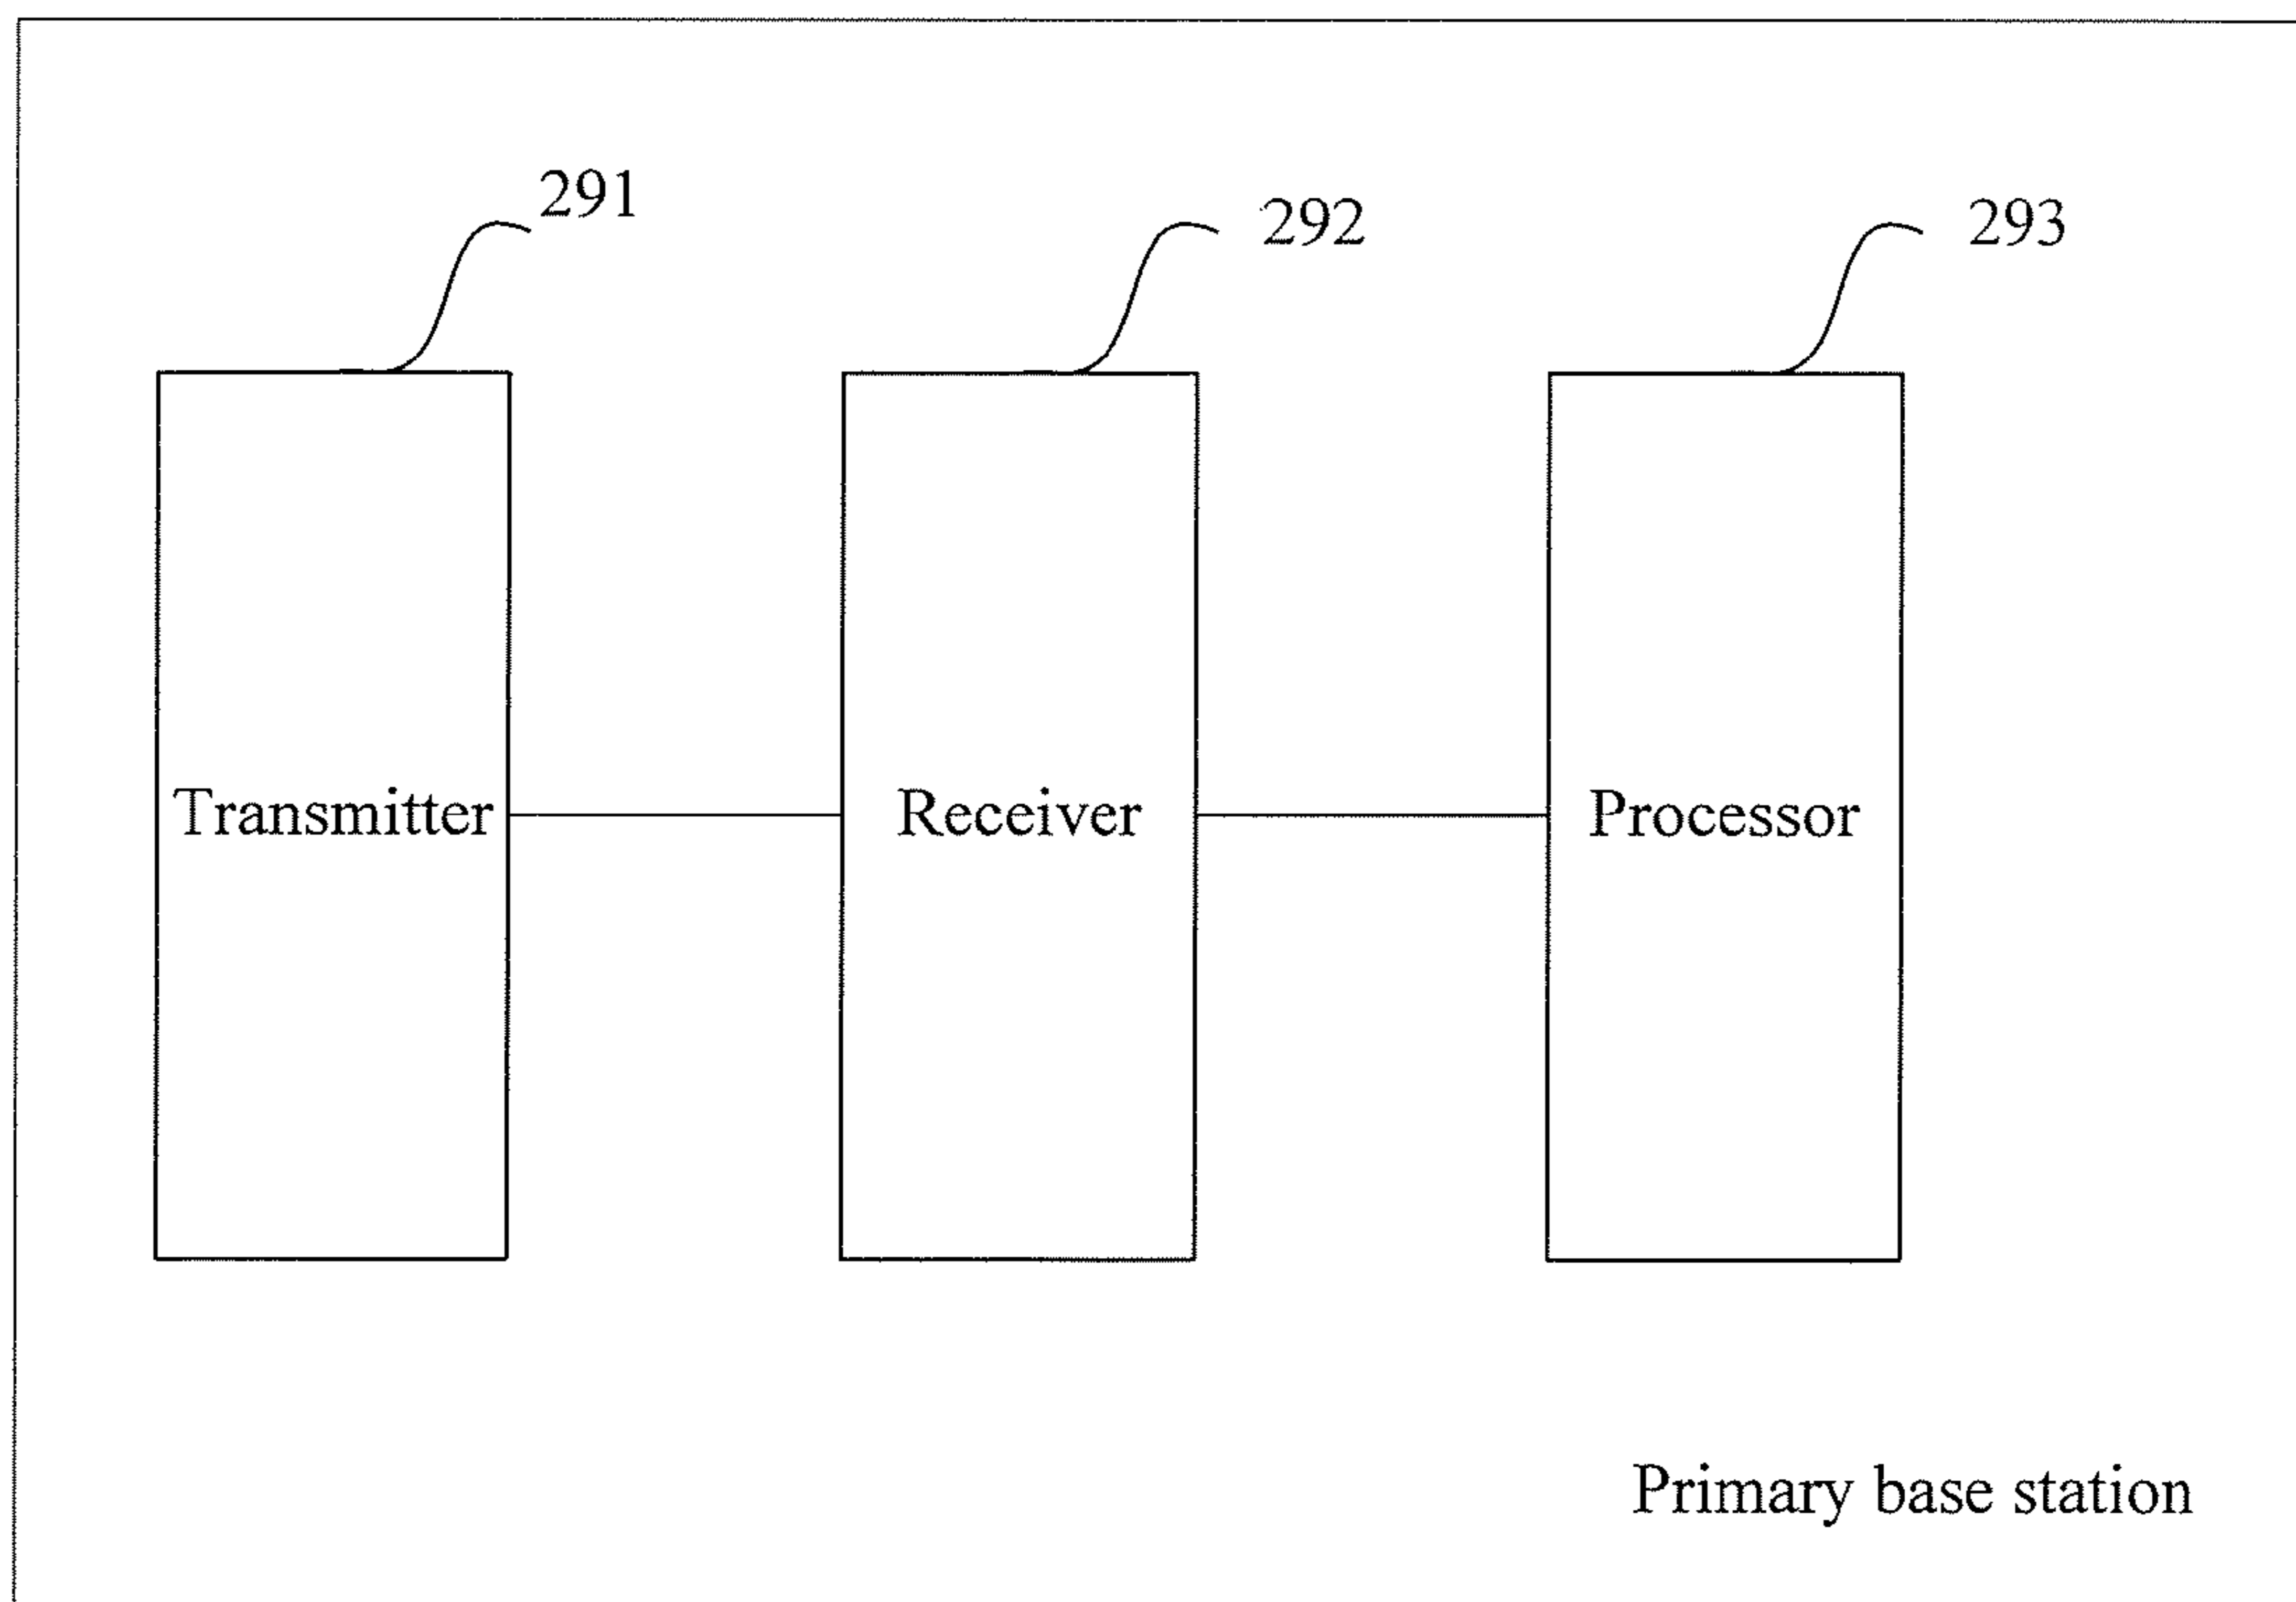 291
292
293
Transmitter
Receiver
Processor
Primary base station